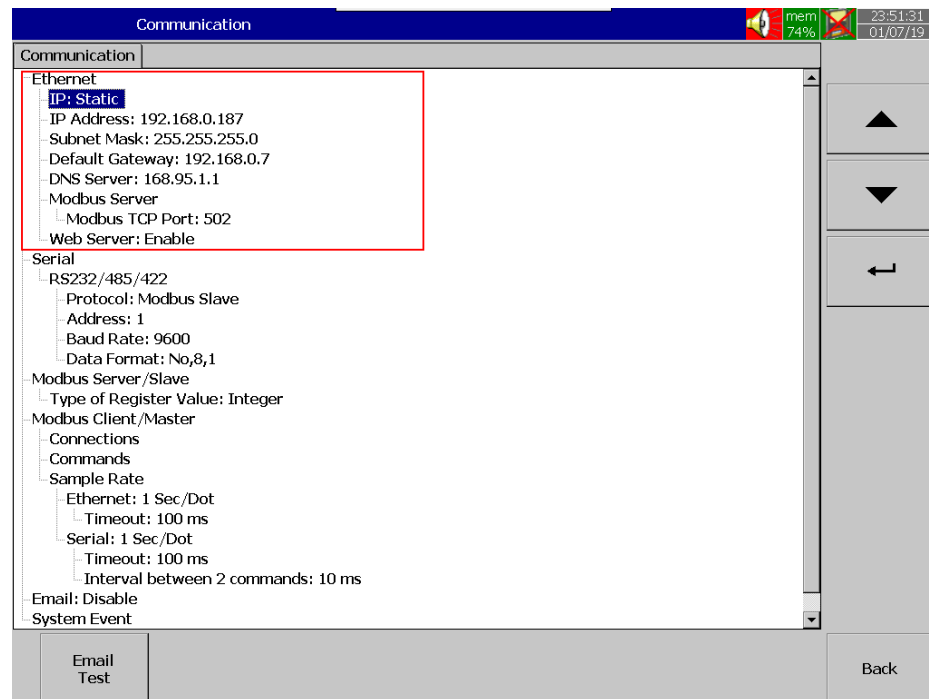 Communication
mem
74%
23:51:31
01/07/19
Communication
Ethernet
IP: Static
IP Address: 192.168.0.187
Subnet Mask: 255.255.255.0
Default Gateway: 192.168.0.7
DNS Server: 168.95.1.1
Modbus Server
Modbus TCP Port: 502
Web Server: Enable
Serial
RS232/485/422
Protocol: Modbus Slave
Address: 1
Baud Rate: 9600
Data Format: No,8,1
Modbus Server/Slave
Type of Register Value: Integer
Modbus Client/Master
Connections
Commands
Sample Rate
Ethernet: 1 Sec/Dot
Timeout: 100 ms
Serial: 1 Sec/Dot
Timeout: 100 ms
Interval between 2 commands: 10 ms
Email: Disable
System Event
Email
Test
Back